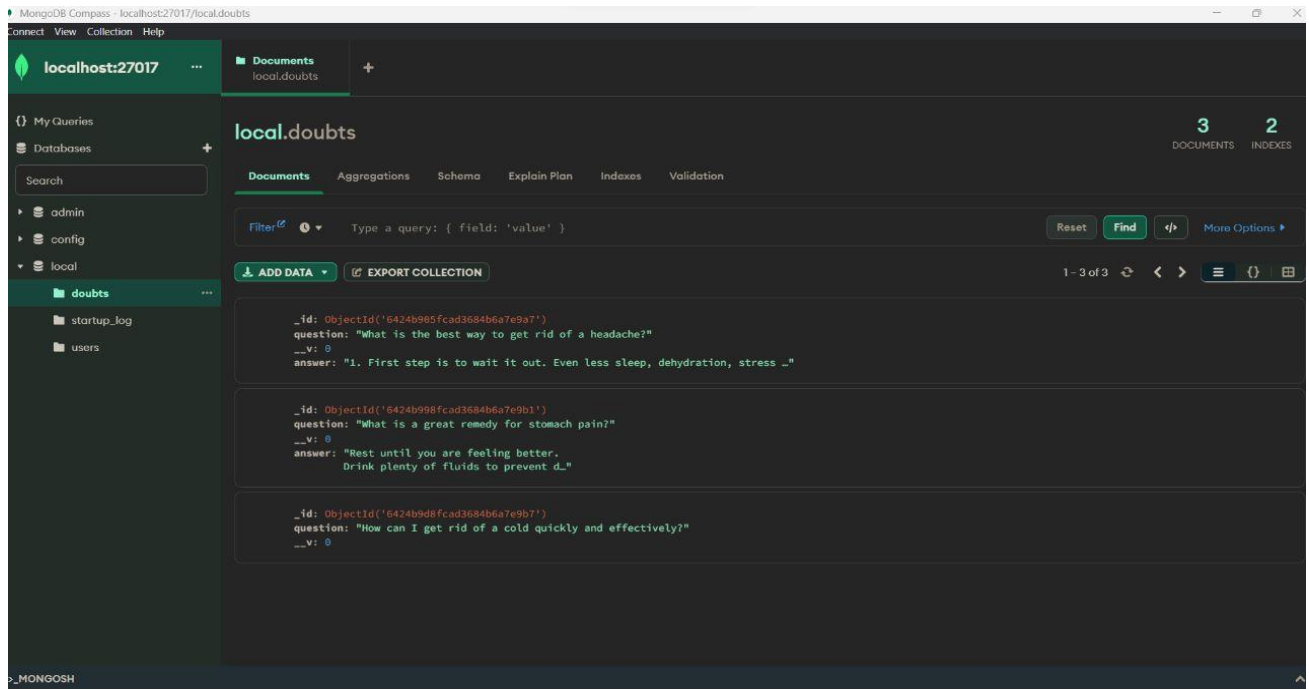 MongoDB Compass - localhost:27017/local.doubts
Connect View Collection Help
localhost:27017 ...
Documents
local.doubts
+
{} My Queries
Databases +
Search
admin
config
local
doubts ...
startup_log
users
local.doubts
3
DOCUMENTS
2
INDEXES
Documents Aggregations Schema Explain Plan Indexes Validation
Filter Type a query: { field: 'value' } Reset Find </> More Options
ADD DATA EXPORT COLLECTION 1 - 3 of 3 {}
_id: ObjectId('6424b905fcad3684b6a7e9a7')
question: "What is the best way to get rid of a headache?"
__v: 0
answer: "1. First step is to wait it out. Even less sleep, dehydration, stress …"
_id: ObjectId('6424b998fcad3684b6a7e9b1')
question: "What is a great remedy for stomach pain?"
__v: 0
answer: "Rest until you are feeling better.
Drink plenty of fluids to prevent d…"
_id: ObjectId('6424b9d8fcad3684b6a7e9b7')
question: "How can I get rid of a cold quickly and effectively?"
__v: 0
>_MONGOSH